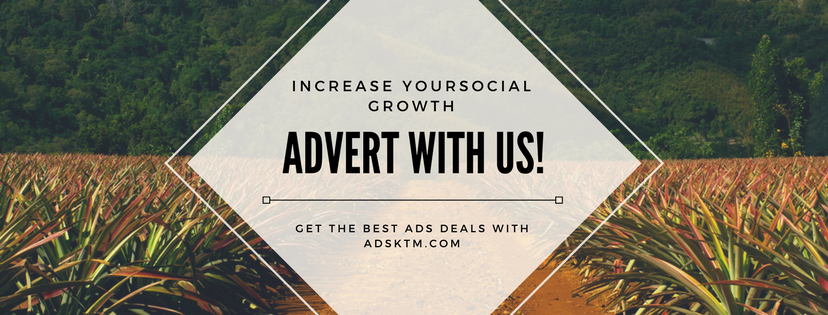 INCREASE YOURSOCIAL
GROWTH
ADVERT WITH US!
GET THE BEST ADS DEALS WITH
ADSKTM.COM